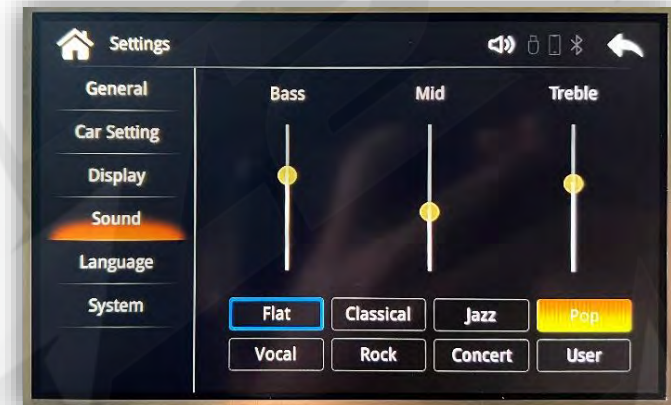 Settings
General
Car Setting
Display
Sound
Language
System
Bass Mid Treble
Flat Classical Jazz Pop
Vocal Rock Concert User